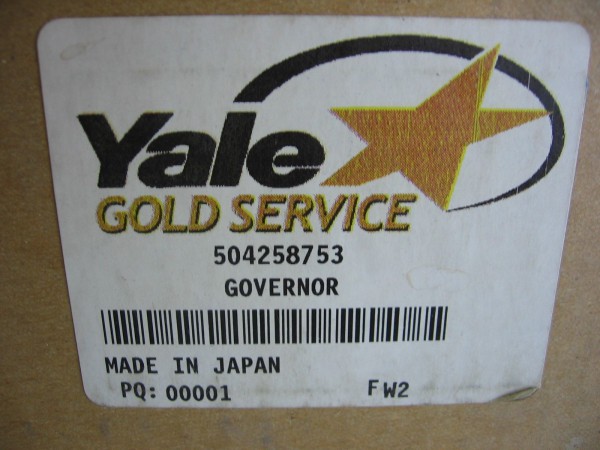 Yale
GOLD SERVICE
504258753
GOVERNOR
MADE IN JAPAN
PQ: 00001 FW2